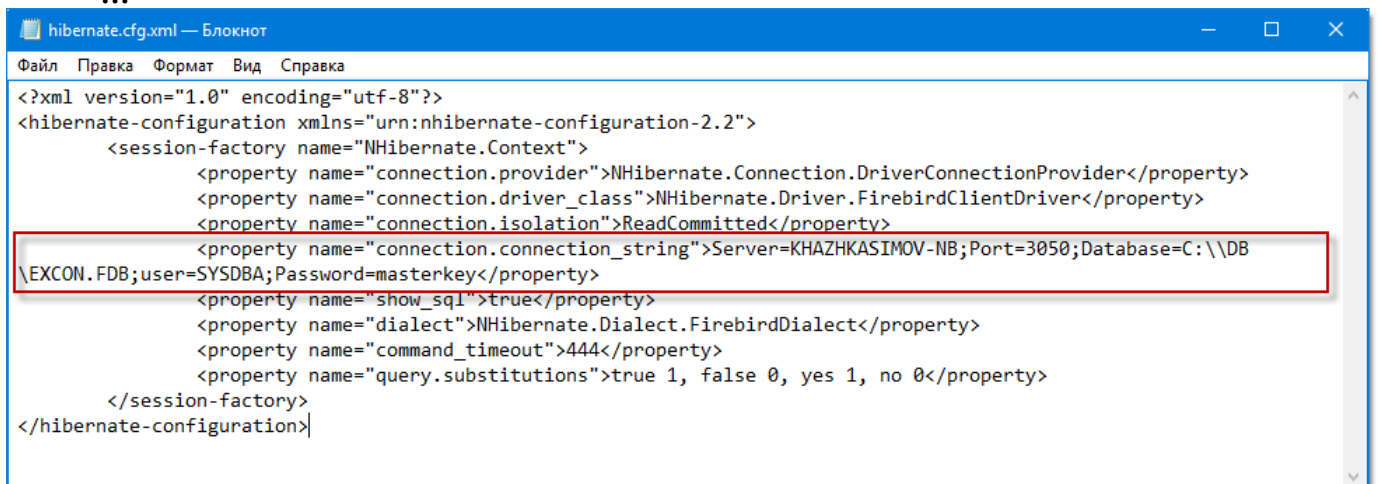 ...
hibernate.cfg.xml — Блокнот
Файл Правка Формат Вид Справка
<?xml version="1.0" encoding="utf-8"?>
<hibernate-configuration xmlns="urn:nhibernate-configuration-2.2">
<session-factory name="NHibernate.Context">
<property name="connection.provider">NHibernate.Connection.DriverConnectionProvider</property>
<property name="connection.driver_class">NHibernate.Driver.FirebirdClientDriver</property>
<property name="connection.isolation">ReadCommitted</property>
<property name="connection.connection_string">Server=KHAZHKASIMOV-NB;Port=3050;Database=C:\\DB
\EXCON.FDB;user=SYSDBA;Password=masterkey</property>
<property name="show_sql">true</property>
<property name="dialect">NHibernate.Dialect.FirebirdDialect</property>
<property name="command_timeout">444</property>
<property name="query.substitutions">true 1, false 0, yes 1, no 0</property>
</session-factory>
</hibernate-configuration>